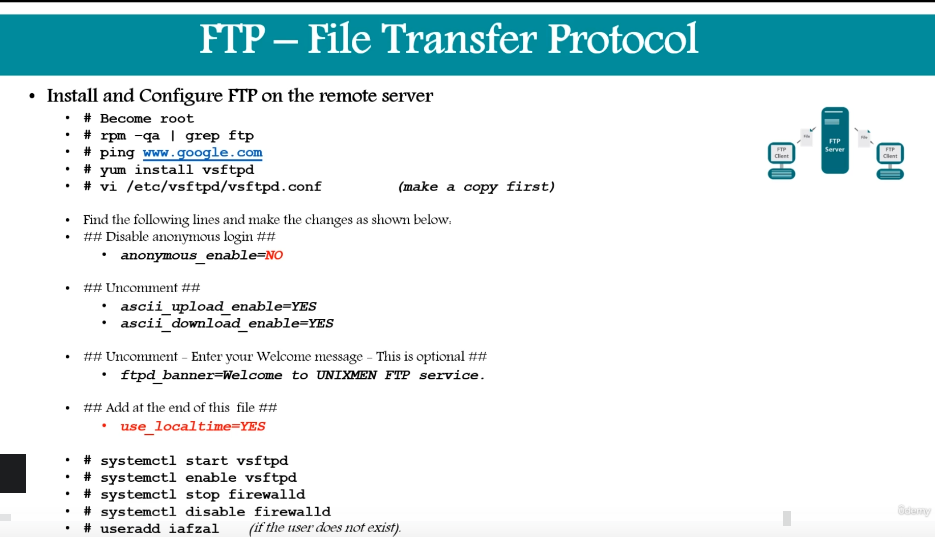 FTP – File Transfer Protocol
• Install and Configure FTP on the remote server
• # Become root
• # rpm –qa | grep ftp
• # ping www.google.com
• # yum install vsftpd
• # vi /etc/vsftpd/vsftpd.conf (make a copy first)
• Find the following lines and make the changes as shown below:
• ## Disable anonymous login ##
• anonymous_enable=NO
• ## Uncomment ##
• ascii_upload_enable=YES
• ascii_download_enable=YES
• ## Uncomment - Enter your Welcome message - This is optional ##
• ftpd_banner=Welcome to UNIXMEN FTP service.
• ## Add at the end of this file ##
• use_localtime=YES
• # systemctl start vsftpd
• # systemctl enable vsftpd
• # systemctl stop firewalld
• # systemctl disable firewalld
• # useradd iafzal (if the user does not exist).
FTP
Server
File
File
FTP
Client
FTP
Client
Udemy